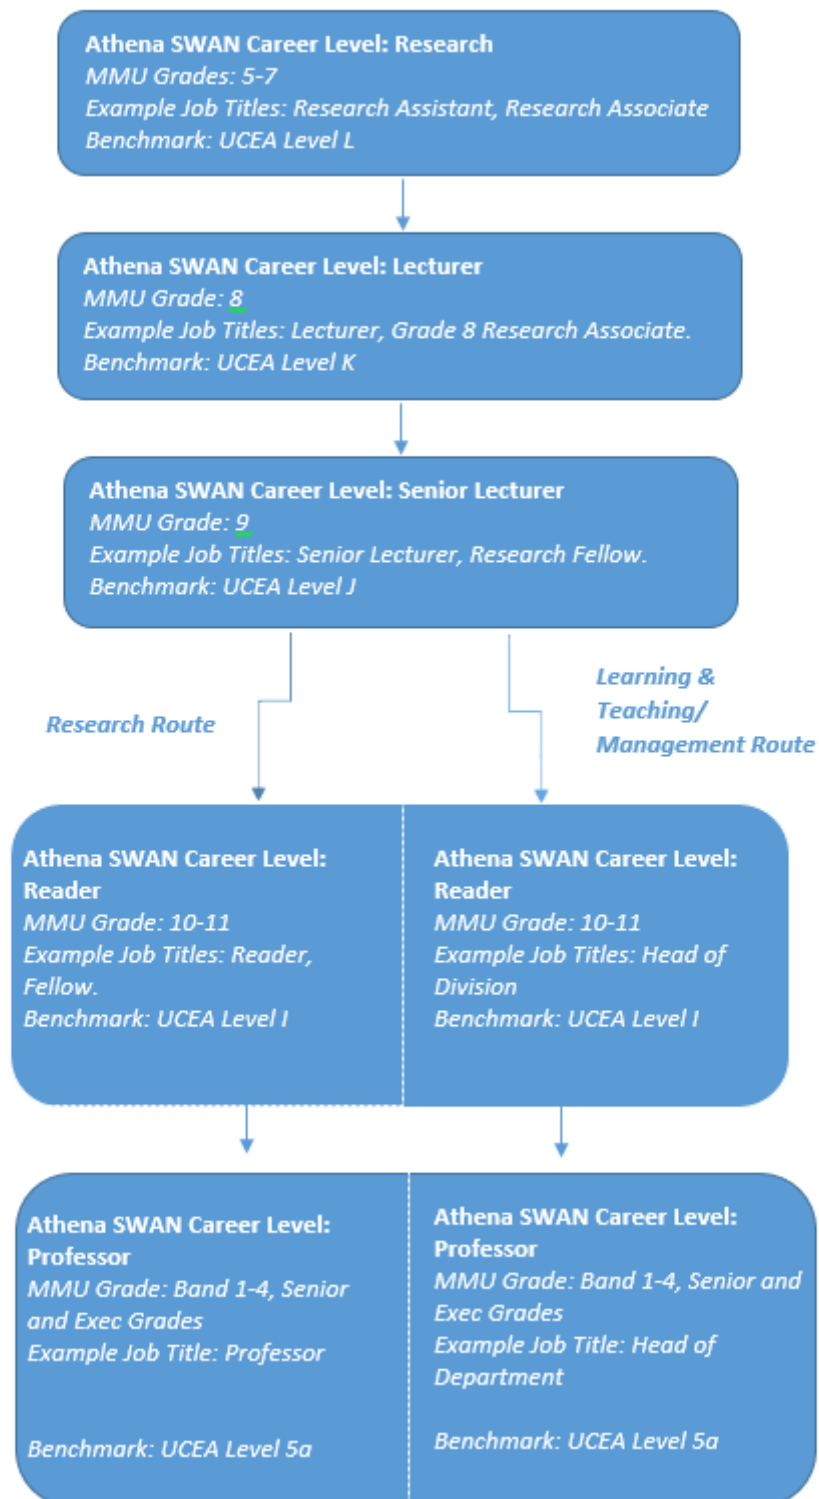 Athena SWAN Career Level: Research
MMU Grades: 5-7
Example Job Titles: Research Assistant, Research Associate
Benchmark: UCEA Level L
Athena SWAN Career Level: Lecturer
MMU Grade: 8
Example Job Titles: Lecturer, Grade 8 Research Associate.
Benchmark: UCEA Level K
Athena SWAN Career Level: Senior Lecturer
MMU Grade: 9
Example Job Titles: Senior Lecturer, Research Fellow.
Benchmark: UCEA Level J
Research Route
Learning &
Teaching/
Management Route
Athena SWAN Career Level:
Reader
MMU Grade: 10-11
Example Job Titles: Reader,
Fellow.
Benchmark: UCEA Level I
Athena SWAN Career Level:
Reader
MMU Grade: 10-11
Example Job Titles: Head of
Division
Benchmark: UCEA Level I
Athena SWAN Career Level:
Professor
MMU Grade: Band 1-4, Senior
and Exec Grades
Example Job Title: Professor
Benchmark: UCEA Level 5a
Athena SWAN Career Level:
Professor
MMU Grade: Band 1-4, Senior and
Exec Grades
Example Job Title: Head of
Department
Benchmark: UCEA Level 5a